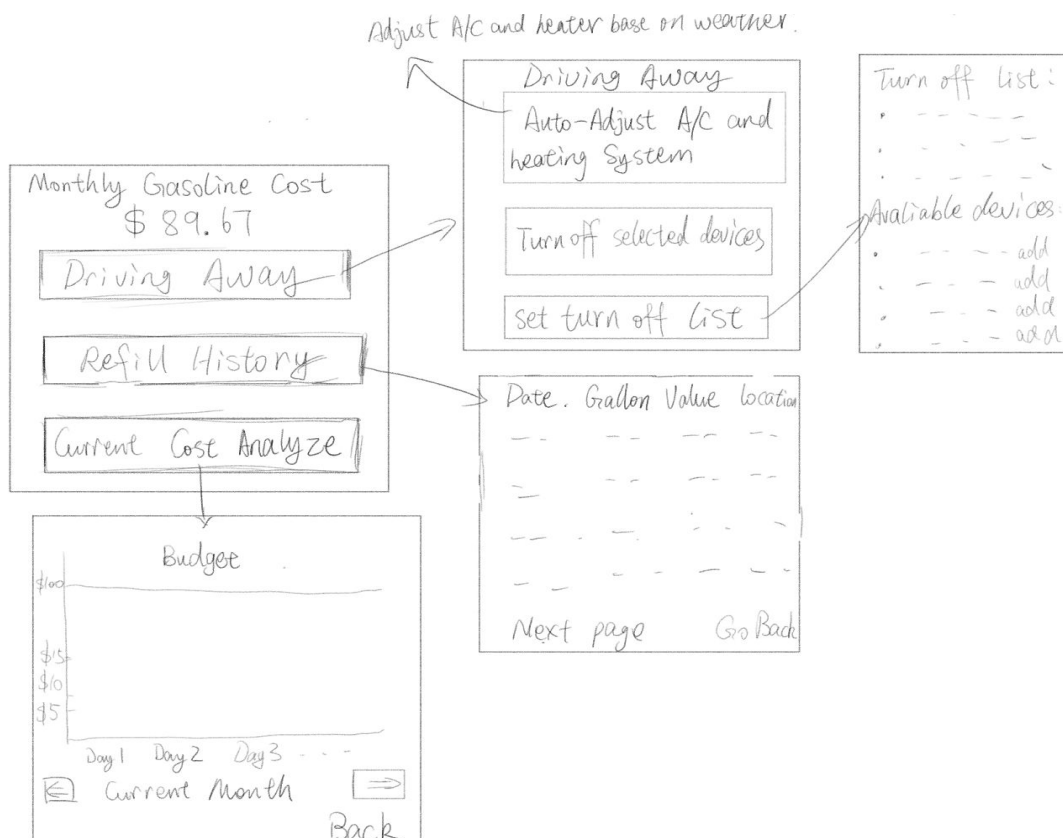 Adjust A/C and heater base on weather.
Monthly Gasoline Cost
$ 89.67
Driving Away
Refill History
Current Cost Analyze
Driving Away
Auto-Adjust A/C and
heating System
Turn off selected devices
set turn off list
Turn off list:
Avaliable devices:
add
add
add
add
Date. Gallon Value location
Next page Go Back
Budget
$100
$15
$10
$5
Day 1 Day 2 Day 3
Current Month
Back